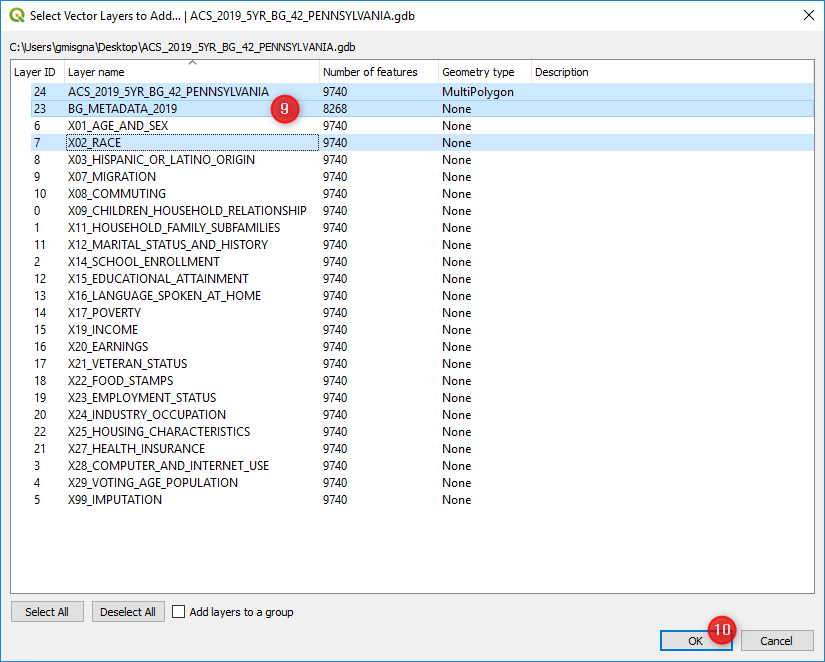 Select Vector Layers to Add... | ACS_2019_5YR_BG_42_PENNSYLVANIA.gdb
C:\Users\gmisgna\Desktop\ACS_2019_5YR_BG_42_PENNSYLVANIA.gdb
Layer ID Layer name Number of features Geometry type Description
24 ACS_2019_5YR_BG_42_PENNSYLVANIA 9740 MultiPolygon
23 BG_METADATA_2019 9 8268 None
6 X01_AGE_AND_SEX 9740 None
7 X02_RACE 9740 None
8 X03_HISPANIC_OR_LATINO_ORIGIN 9740 None
9 X07_MIGRATION 9740 None
10 X08_COMMUTING 9740 None
0 X09_CHILDREN_HOUSEHOLD_RELATIONSHIP 9740 None
1 X11_HOUSEHOLD_FAMILY_SUBFAMILIES 9740 None
11 X12_MARITAL_STATUS_AND_HISTORY 9740 None
2 X14_SCHOOL_ENROLLMENT 9740 None
12 X15_EDUCATIONAL_ATTAINMENT 9740 None
13 X16_LANGUAGE_SPOKEN_AT_HOME 9740 None
14 X17_POVERTY 9740 None
15 X19_INCOME 9740 None
16 X20_EARNINGS 9740 None
17 X21_VETERAN_STATUS 9740 None
18 X22_FOOD_STAMPS 9740 None
19 X23_EMPLOYMENT_STATUS 9740 None
20 X24_INDUSTRY_OCCUPATION 9740 None
22 X25_HOUSING_CHARACTERISTICS 9740 None
21 X27_HEALTH_INSURANCE 9740 None
3 X28_COMPUTER_AND_INTERNET_USE 9740 None
4 X29_VOTING_AGE_POPULATION 9740 None
5 X99_IMPUTATION 9740 None
Select All Deselect All Add layers to a group
OK 10 Cancel